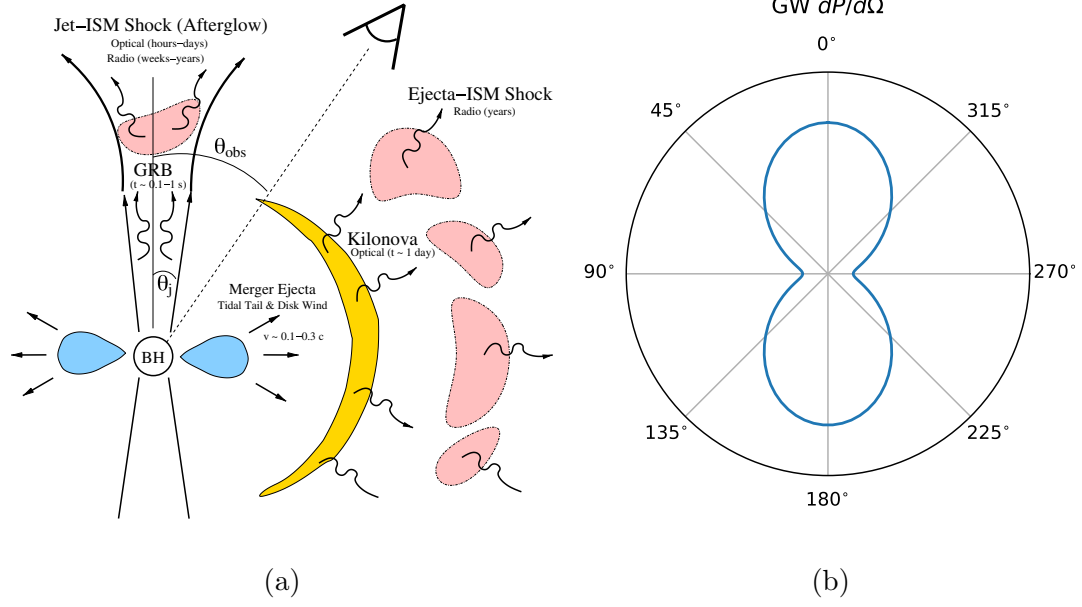 Jet−ISM Shock (Afterglow)
Optical (hours−days)
Radio (weeks−years)
Ejecta−ISM Shock
Radio (years)
θobs
GRB
(t ~ 0.1−1 s)
Kilonova
Optical (t ~ 1 day)
θj
Merger Ejecta
Tidal Tail & Disk Wind
v ~ 0.1−0.3 c
BH
(a)
GW dP/dΩ
0°
45°
315°
90°
270°
135°
225°
180°
(b)